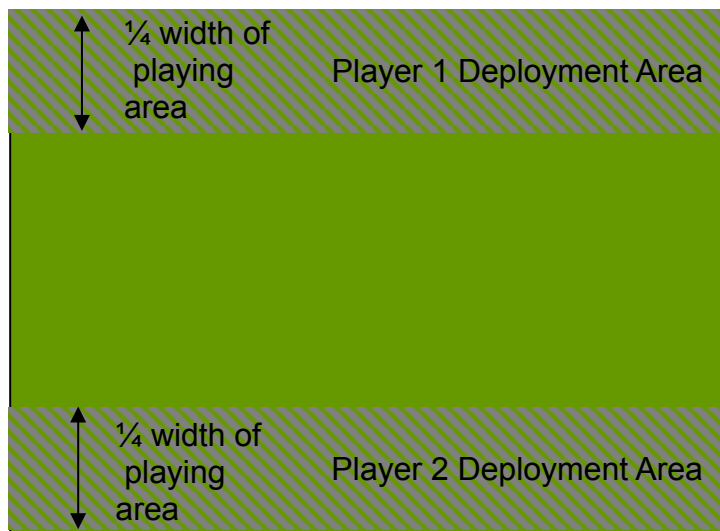 ¼ width of
playing
area
Player 1 Deployment Area
¼ width of
playing
area
Player 2 Deployment Area